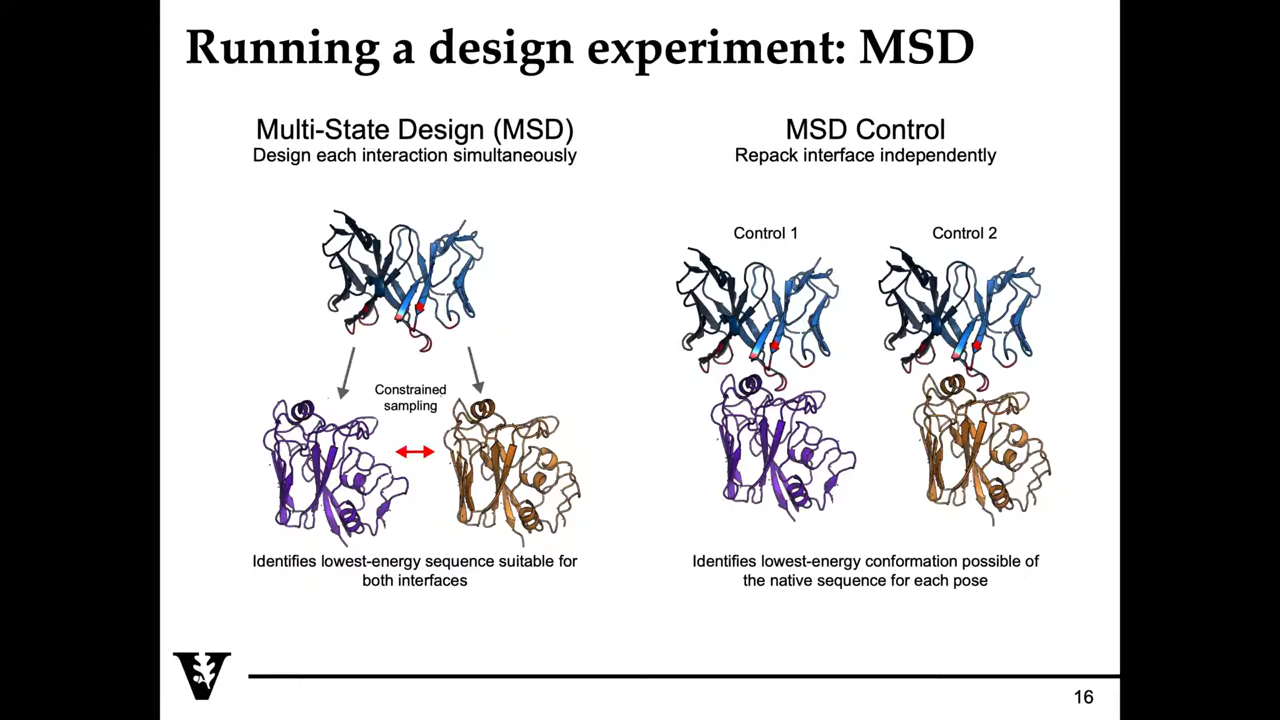 Running a design experiment: MSD
Multi-State Design (MSD)
Design each interaction simultaneously
Constrained
sampling
Identifies lowest-energy sequence suitable for
both interfaces
MSD Control
Repack interface independently
Control 1
Control 2
Identifies lowest-energy conformation possible of
the native sequence for each pose
V
16